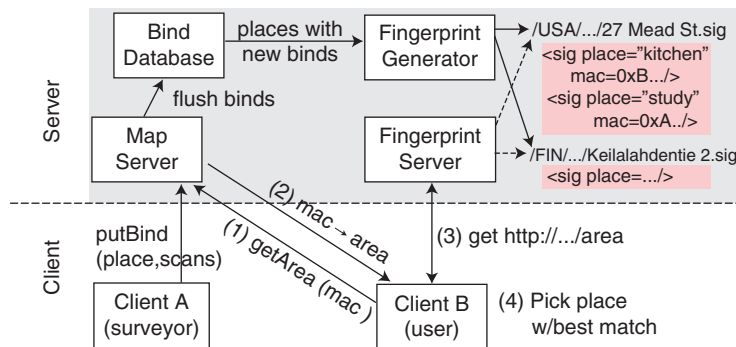 Server
Bind
Database
places with
new binds
Fingerprint
Generator
/USA/.../27 Mead St.sig
<sig place="kitchen"
mac=0xB.../>
<sig place="study"
mac=0xA../>
flush binds
Map
Server
Fingerprint
Server
/FIN/.../Keilalahdentie 2.sig
<sig place=.../>
Client
putBind
(place,scans)
(2) mac→area
(1) getArea (mac )
(3) get http://.../area
Client A
(surveyor)
Client B
(user)
(4) Pick place
w/best match